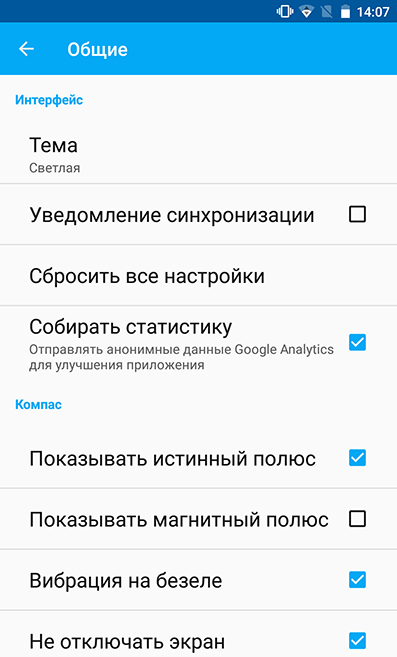 14:07
Общие
Интерфейс
Тема
Светлая
Уведомление синхронизации
Сбросить все настройки
Собирать статистику
Отправлять анонимные данные Google Analytics
для улучшения приложения
Компас
Показывать истинный полюс
Показывать магнитный полюс
Вибрация на безеле
Не отключать экран